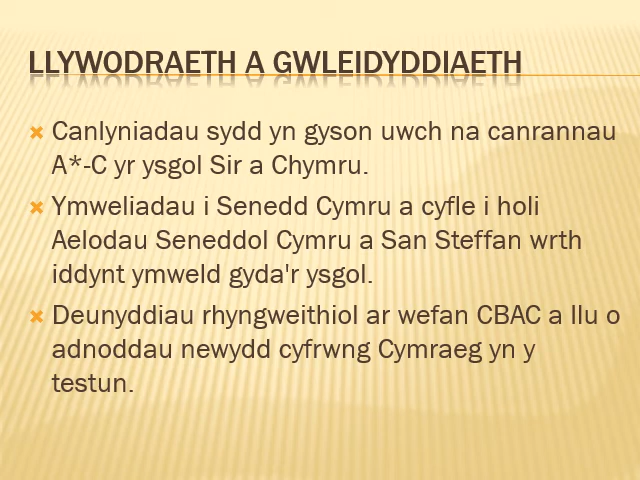 LLYWODRAETH A GWLEIDYDDIAETH
Canlyniadau sydd yn gyson uwch na canrannau
A*-C yr ysgol Sir a Chymru.
Ymweliadau i Senedd Cymru a cyfle i holi
Aelodau Seneddol Cymru a San Steffan wrth
iddynt ymweld gyda'r ysgol.
Deunyddiau rhyngweithiol ar wefan CBAC a llu o
adnoddau newydd cyfrwng Cymraeg yn y
testun.